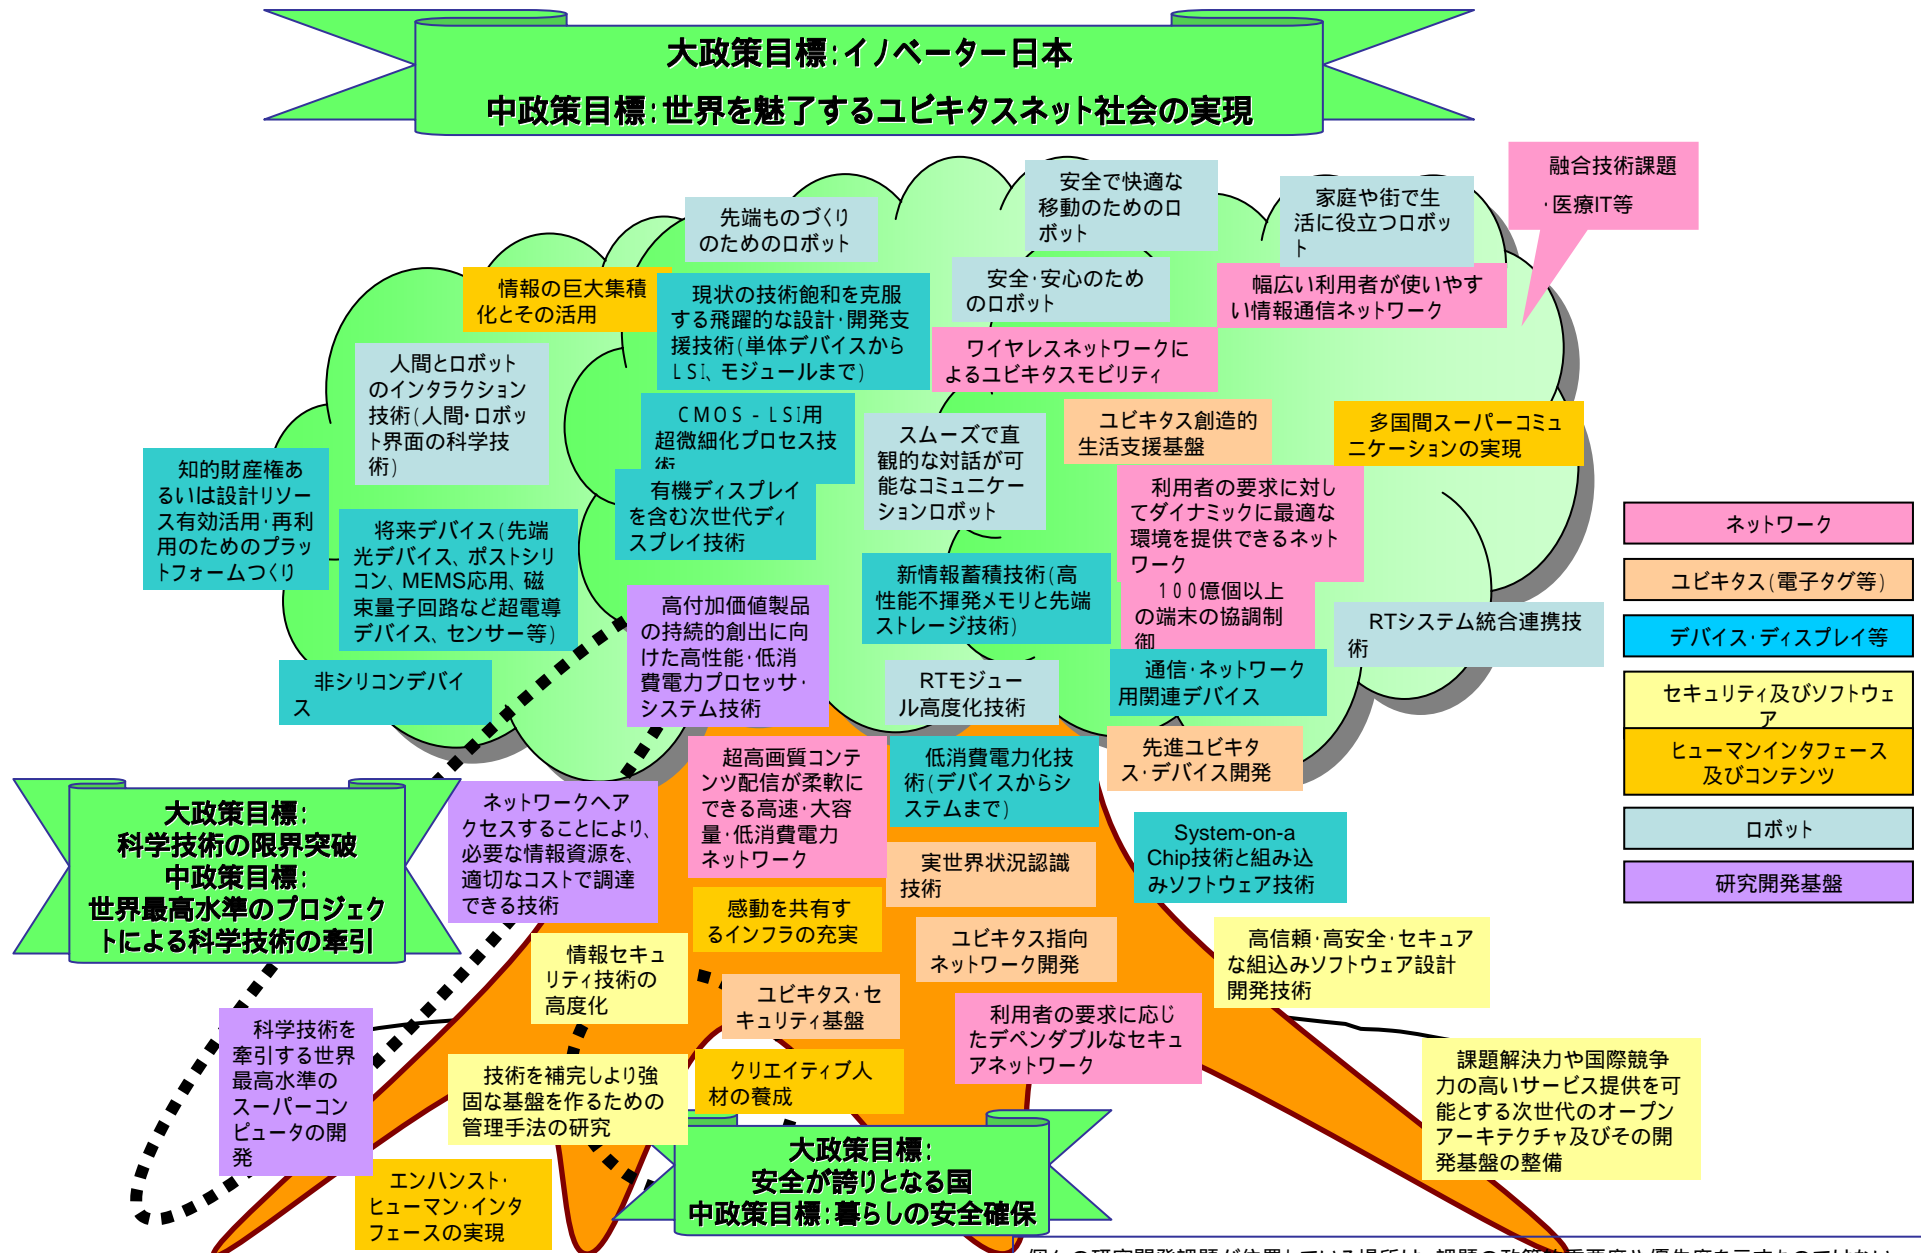 大政策目標:イノベーター日本
中政策目標:世界を魅了するユビキタスネット社会の実現
融合技術課題
・医療IT等
安全で快適な
移動のためのロ
ボット
家庭や街で生
活に役立つロボッ
ト
先端ものづくり
のためのロボット
情報の巨大集積
化とその活用
現状の技術飽和を克服
する飛躍的な設計・開発支
援技術(単体デバイスから
LSI、モジュールまで)
安全・安心のため
のロボット
幅広い利用者が使いやす
い情報通信ネットワーク
ワイヤレスネットワークに
よるユビキタスモビリティ
人間とロボット
のインタラクション
技術(人間・ロボッ
ト界面の科学技
術)
CMOS-LSI用
超微細化プロセス技
術
スムーズで直
観的な対話が可
能なコミュニケー
ションロボット
ユビキタス創造的
生活支援基盤
多国間スーパーコミュ
ニケーションの実現
知的財産権あ
るいは設計リソー
ス有効活用・再利
用のためのプラッ
トフォームつくり
将来デバイス(先端
光デバイス、ポストシリ
コン、MEMS応用、磁
束量子回路など超電導
デバイス、センサー等)
有機ディスプレイ
を含む次世代ディ
スプレイ技術
利用者の要求に対し
てダイナミックに最適な
環境を提供できるネット
ワーク
100億個以上
の端末の協調制
御
新情報蓄積技術(高
性能不揮発メモリと先端
ストレージ技術)
高付加価値製品
の持続的創出に向
けた高性能・低消
費電力プロセッサ・
システム技術
RTシステム統合連携技
術
非シリコンデバイ
ス
RTモジュー
ル高度化技術
通信・ネットワーク
用関連デバイス
超高画質コンテ
ンツ配信が柔軟に
できる高速・大容
量・低消費電力
ネットワーク
低消費電力化技
術(デバイスからシ
ステムまで)
先進ユビキタ
ス・デバイス開発
ネットワーク
ユビキタス(電子タグ等)
デバイス・ディスプレイ等
セキュリティ及びソフトウェ
ア
ヒューマンインタフェース
及びコンテンツ
ロボット
研究開発基盤
大政策目標:
科学技術の限界突破
中政策目標:
世界最高水準のプロジェク
トによる科学技術の牽引
ネットワークへア
クセスすることにより、
必要な情報資源を、
適切なコストで調達
できる技術
実世界状況認識
技術
System-on-a
Chip技術と組み込
みソフトウェア技術
感動を共有す
るインフラの充実
情報セキュ
リティ技術の
高度化
ユビキタス指向
ネットワーク開発
高信頼・高安全・セキュア
な組込みソフトウェア設計
開発技術
ユビキタス・セ
キュリティ基盤
利用者の要求に応じ
たデペンダブルなセキュ
アネットワーク
科学技術を
牽引する世界
最高水準の
スーパーコン
ピュータの開
発
技術を補完しより強
固な基盤を作るための
管理手法の研究
クリエイティブ人
材の養成
課題解決力や国際競争
力の高いサービス提供を可
能とする次世代のオープン
アーキテクチャ及びその開
発基盤の整備
エンハンスト・
ヒューマン・インタ
フェースの実現
大政策目標:
安全が誇りとなる国
中政策目標:暮らしの安全確保